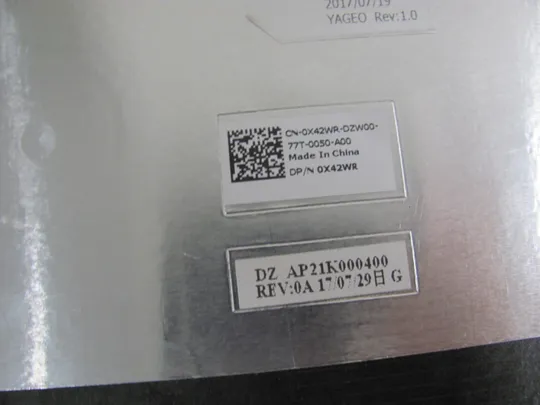 2017/07/19
YAGEO Rev:1.0
CN-0X42WR-DZW00-
77T-0050-A00
Made In China
DP/N 0X42WR
DZ AP21K000400
REV:0A 17/07/29日 G